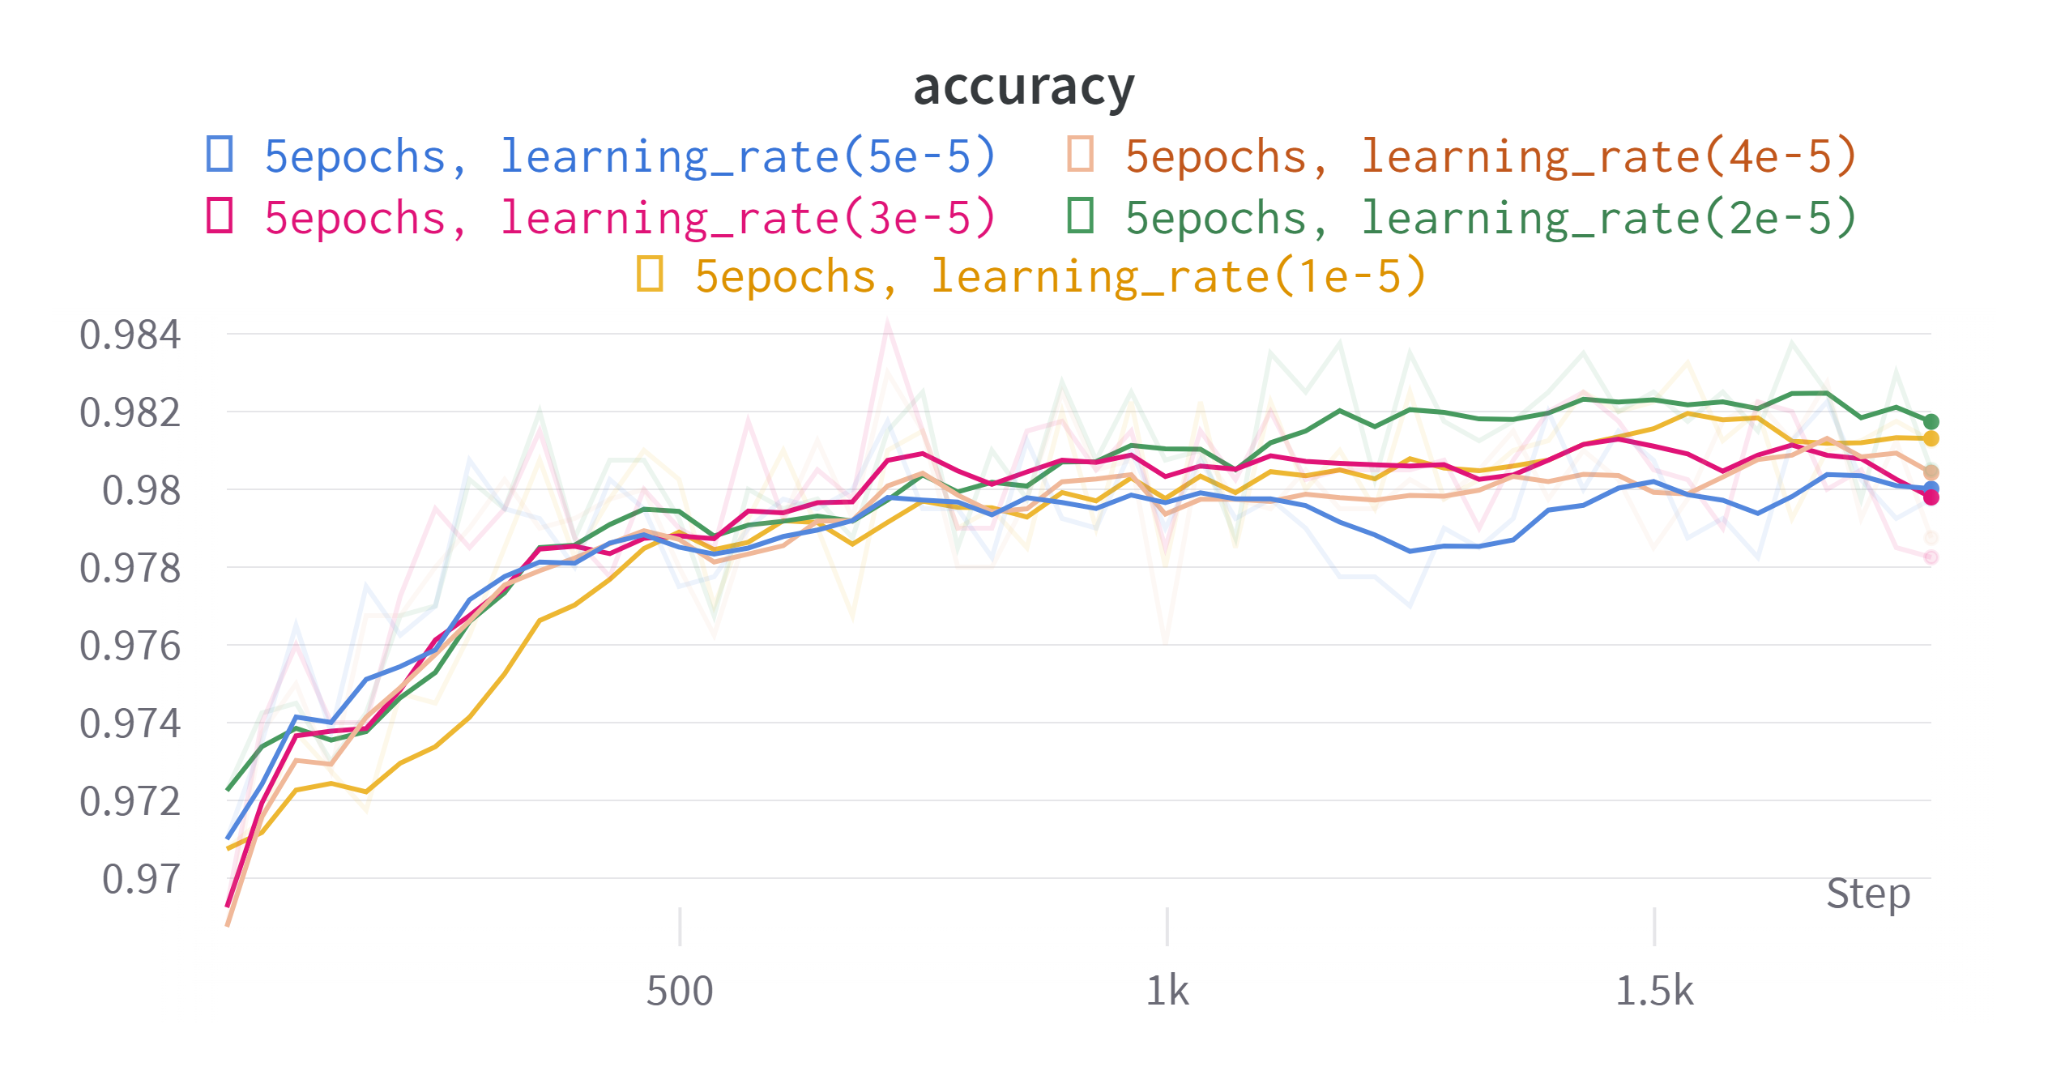 accuracy
5epochs, learning_rate(5e-5) 5epochs, learning_rate(4e-5)
5epochs, learning_rate(3e-5) 5epochs, learning_rate(2e-5)
5epochs, learning_rate(1e-5)
0.984
0.982
0.98
0.978
0.976
0.974
0.972
0.97
Step
500 1k 1.5k